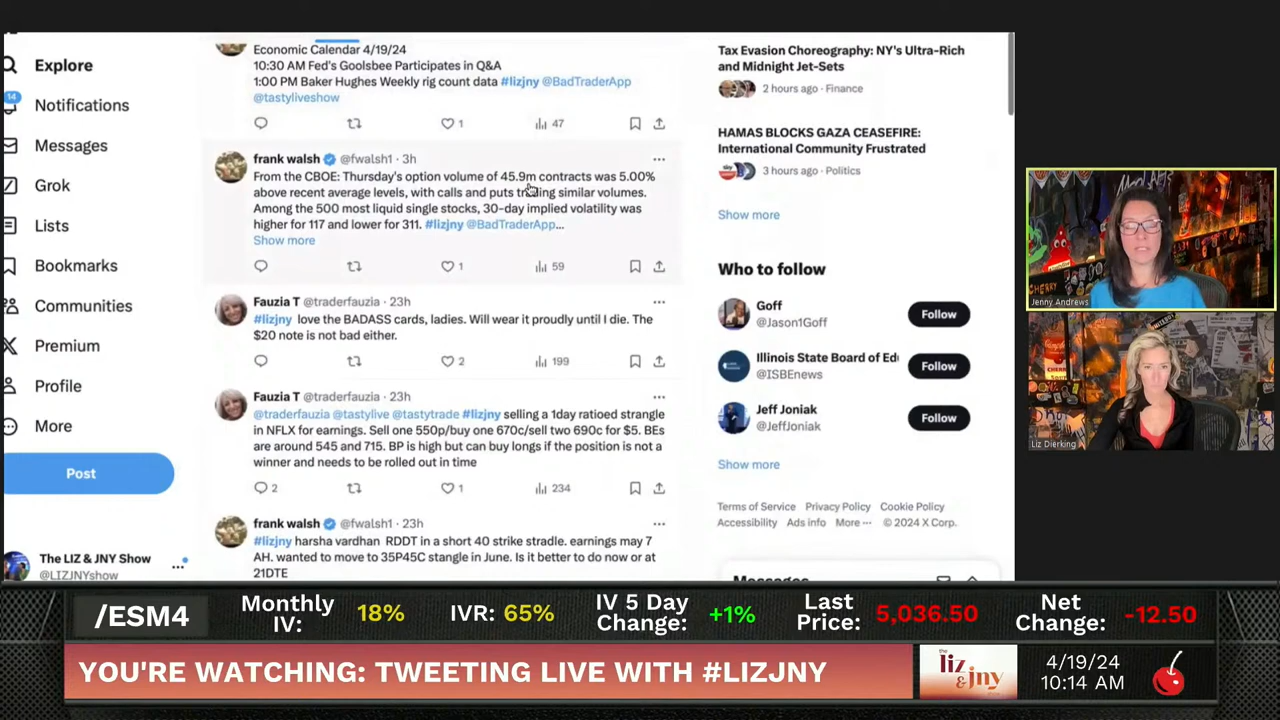 Explore
14
Notifications
Messages
Grok
Lists
Bookmarks
Communities
Premium
Profile
More
Post
The LIZ & JNY Show
@LIZJNYshow
Economic Calendar 4/19/24
10:30 AM Fed's Goolsbee Participates in Q&A
1:00 PM Baker Hughes Weekly rig count data #lizjny @BadTraderApp
@tastyliveshow
1
47
frank walsh @fwalsh1 · 3h
From the CBOE: Thursday's option volume of 45.9m contracts was 5.00%
above recent average levels, with calls and puts trading similar volumes.
Among the 500 most liquid single stocks, 30-day implied volatility was
higher for 117 and lower for 311. #lizjny @BadTraderApp...
Show more
1
59
Fauzia T @traderfauzia · 23h
#lizjny love the BADASS cards, ladies. Will wear it proudly until I die. The
$20 note is not bad either.
2
199
Fauzia T @traderfauzia · 23h
@traderfauzia @tastylive @tastytrade #lizjny selling a 1day ratioed strangle
in NFLX for earnings. Sell one 550p/buy one 670c/sell two 690c for $5. BEs
are around 545 and 715. BP is high but can buy longs if the position is not a
winner and needs to be rolled out in time
2
1
234
frank walsh @fwalsh1 · 23h
#lizjny harsha vardhan RDDT in a short 40 strike stradle. earnings may 7
AH. wanted to move to 35P45C stangle in June. Is it better to do now or at
21DTE
Tax Evasion Choreography: NY's Ultra-Rich
and Midnight Jet-Sets
2 hours ago · Finance
HAMAS BLOCKS GAZA CEASEFIRE:
International Community Frustrated
3 hours ago · Politics
Show more
Who to follow
Goff
@Jason1Goff
Follow
Illinois State Board of Edu
@ISBEnews
Follow
Jeff Joniak
@JeffJoniak
Follow
Show more
Terms of Service Privacy Policy Cookie Policy
Accessibility Ads info More ··· © 2024 X Corp.
Messages
Jenny Andrews
Liz Dierking
/ESM4
Monthly IV: 18%
IVR: 65%
IV 5 Day Change: +1%
Last Price: 5,036.50
Net Change: -12.50
YOU'RE WATCHING: TWEETING LIVE WITH #LIZJNY
the liz & jny show
4/19/24
10:14 AM